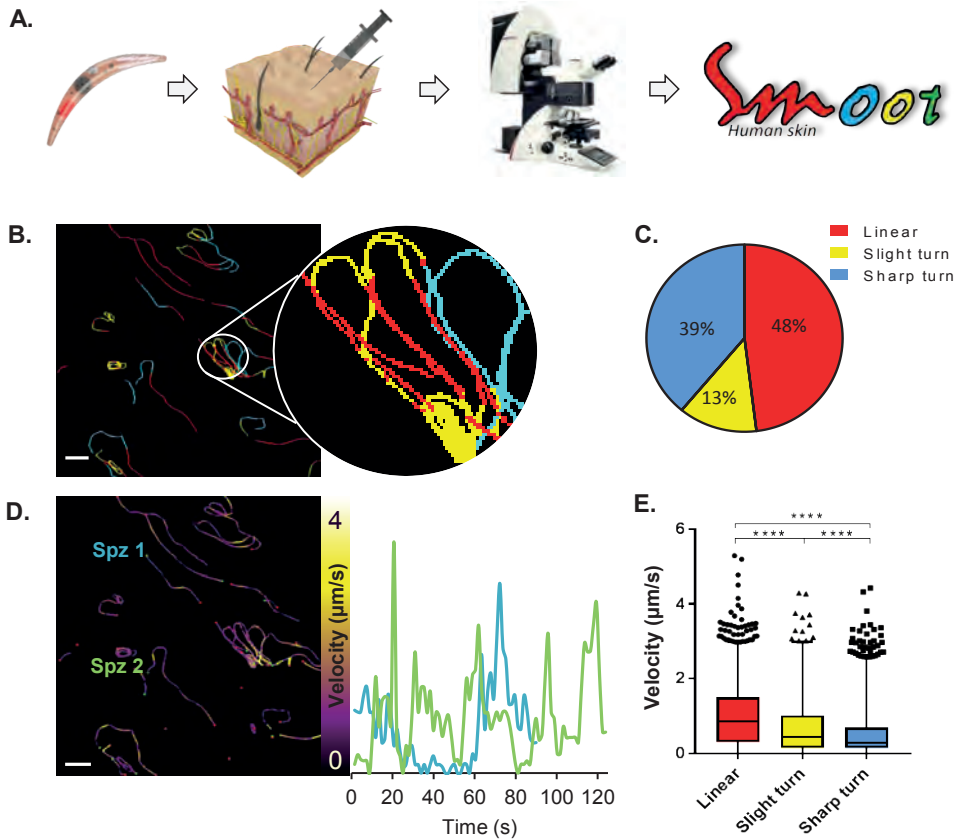 A.
Smoot
Human skin
B.
C.
Linear
Slight turn
Sharp turn
39%
48%
13%
D.
Spz 1
Spz 2
4
Velocity (µm/s)
0
0 20 40 60 80 100 120
Time (s)
E.
****
**** ****
6
4
2
0
Velocity (µm/s)
Linear
Slight turn
Sharp turn